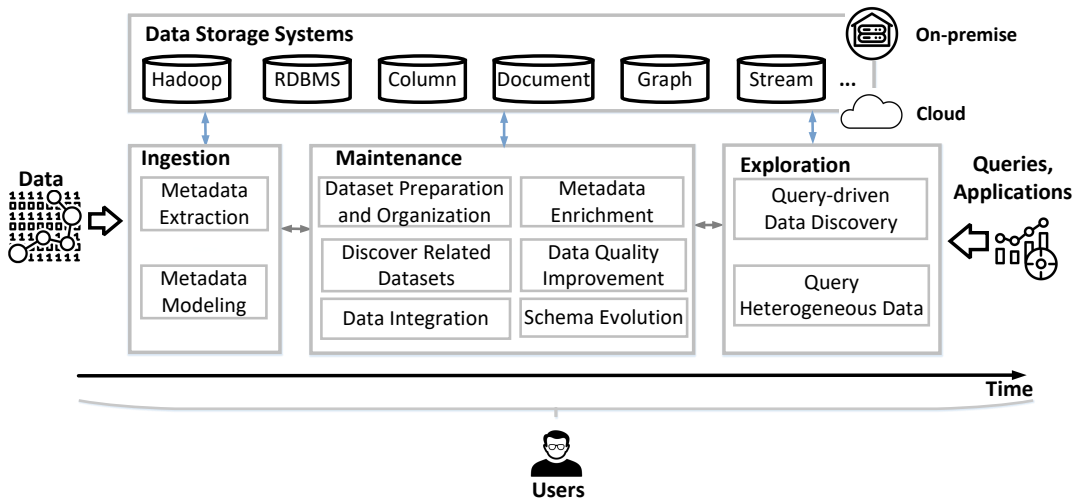 Data Storage Systems
On-premise
Hadoop
RDBMS
Column
Document
Graph
Stream
...
Cloud
Data
Ingestion
Metadata
Extraction
Metadata
Modeling
Maintenance
Dataset Preparation
and Organization
Metadata
Enrichment
Discover Related
Datasets
Data Quality
Improvement
Data Integration
Schema Evolution
Exploration
Query-driven
Data Discovery
Query
Heterogeneous Data
Queries,
Applications
Time
Users